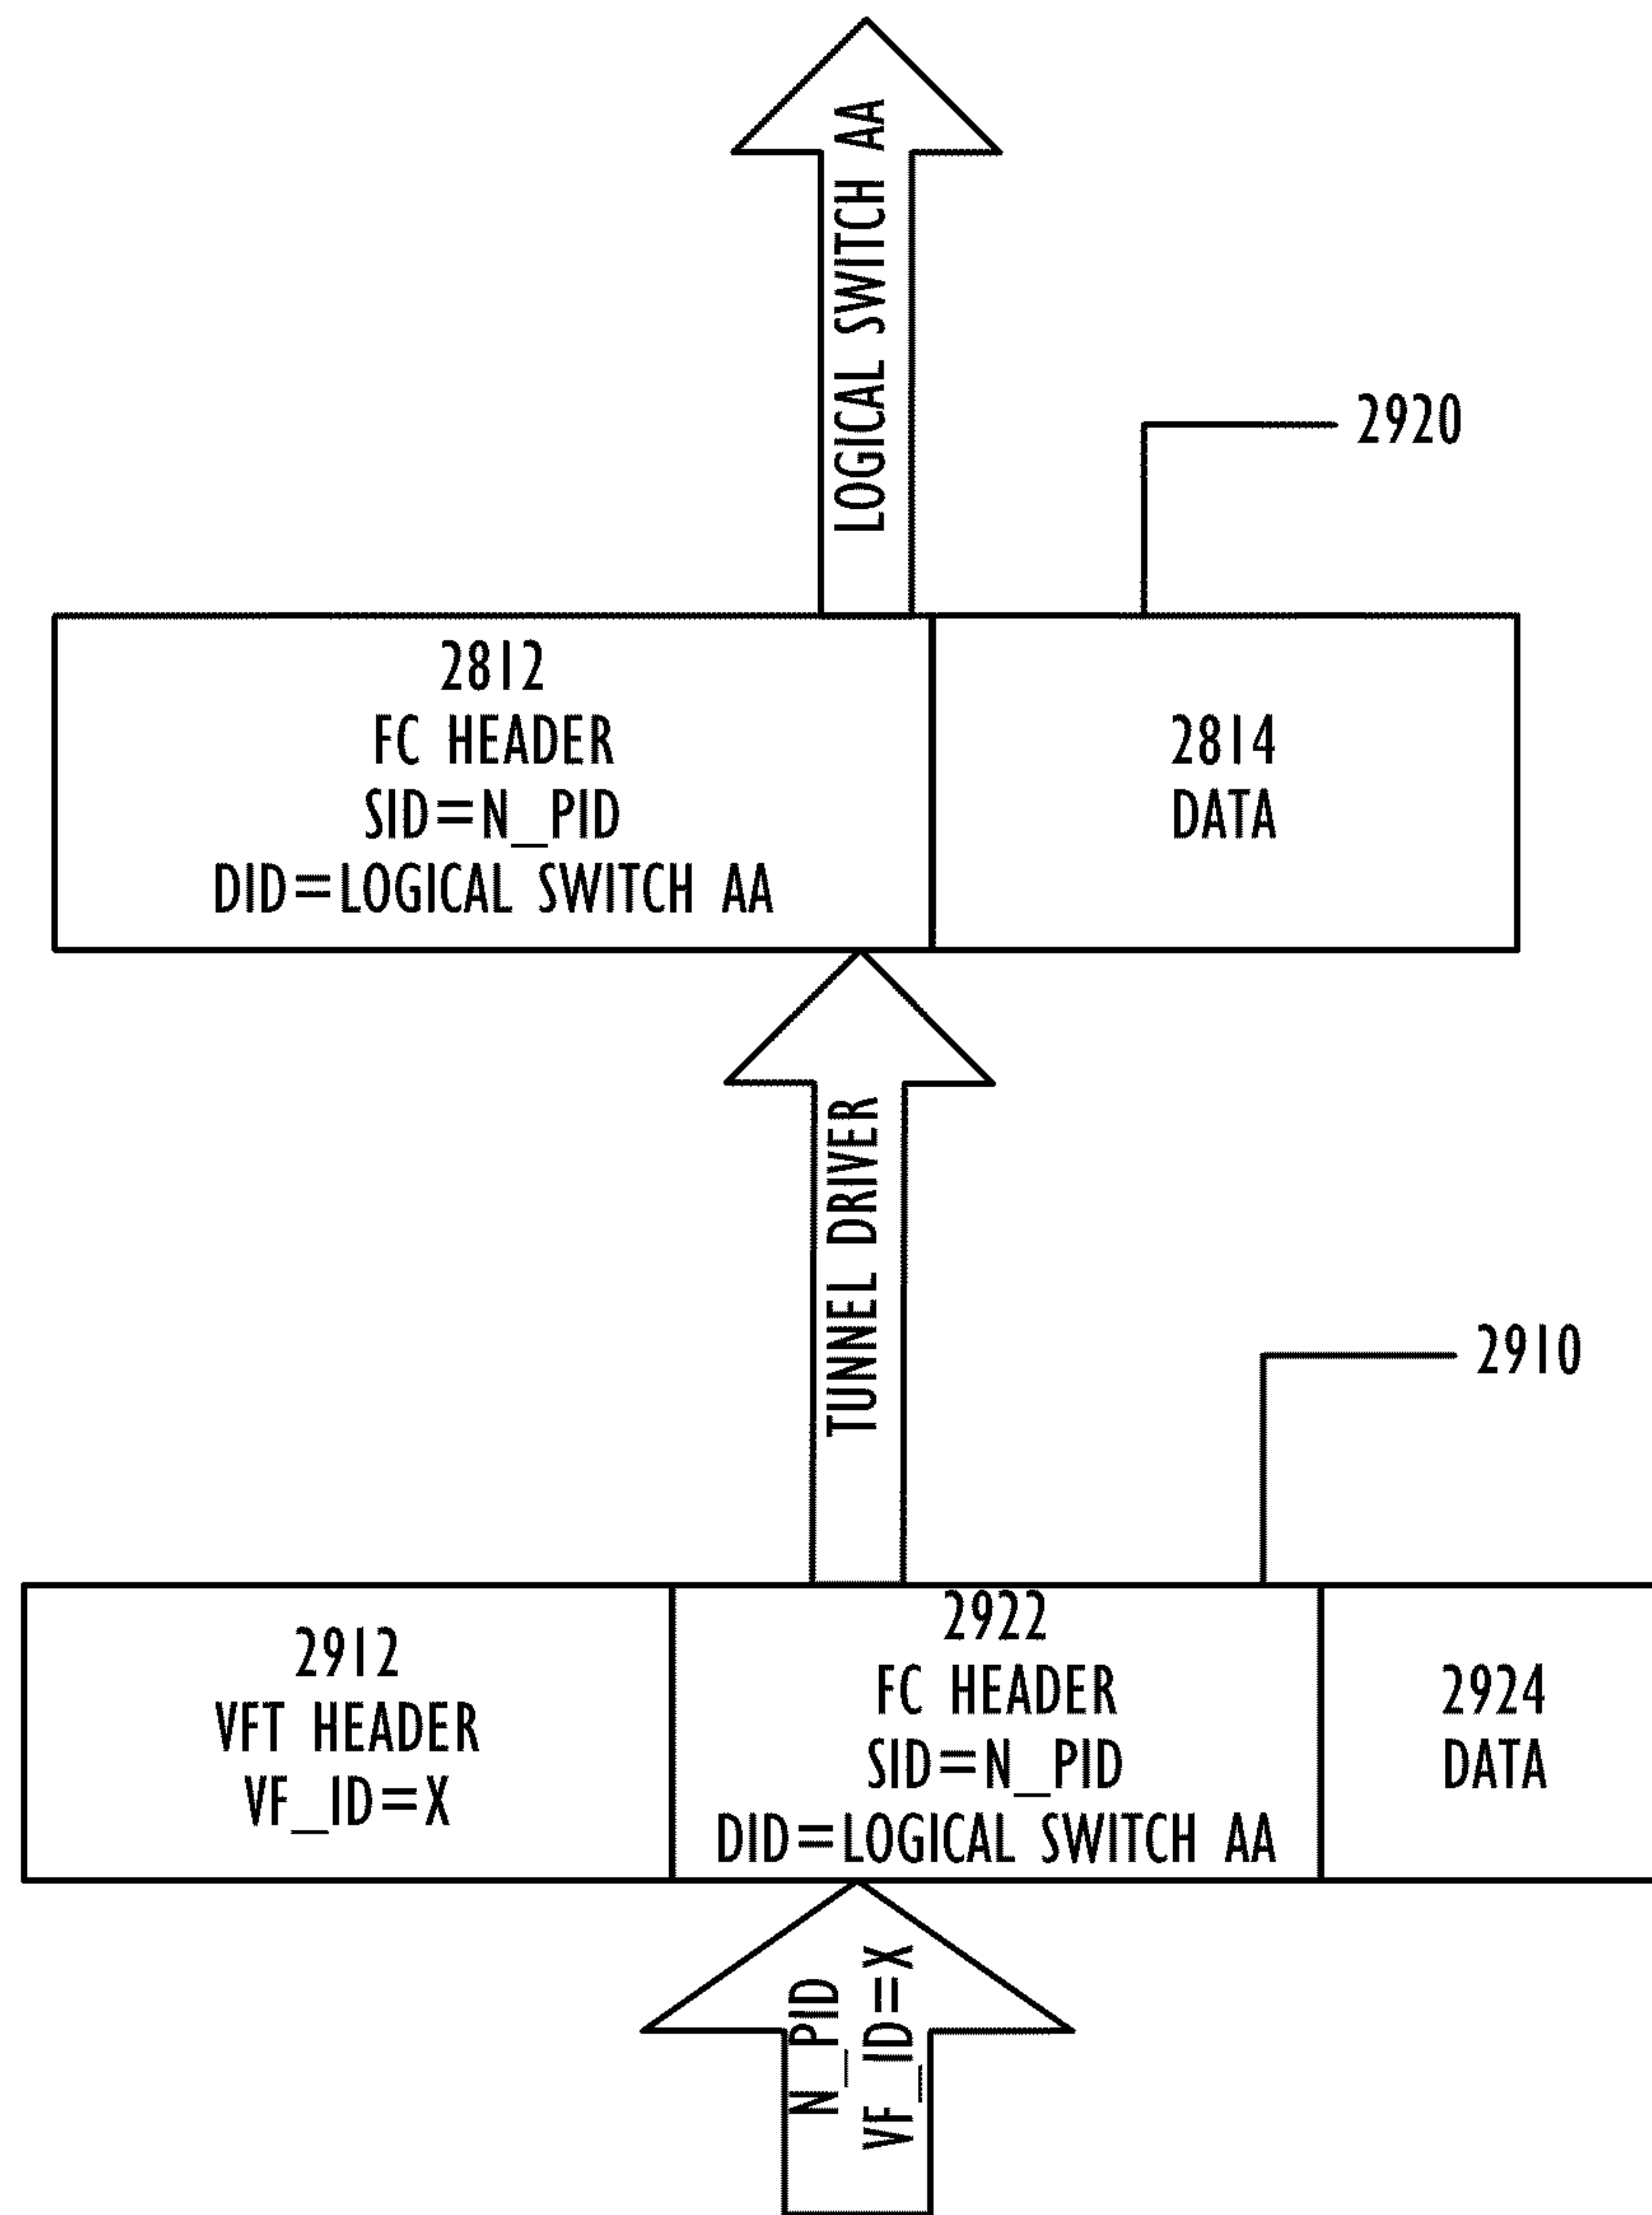 LOGICAL SWITCH AA
2920
2812
FC HEADER
SID=N_PID
DID=LOGICAL SWITCH AA
2814
DATA
TUNNEL DRIVER
2910
2912
VFT HEADER
VF_ID=X
2922
FC HEADER
SID=N_PID
DID=LOGICAL SWITCH AA
2924
DATA
N_PID
VF_ID=X